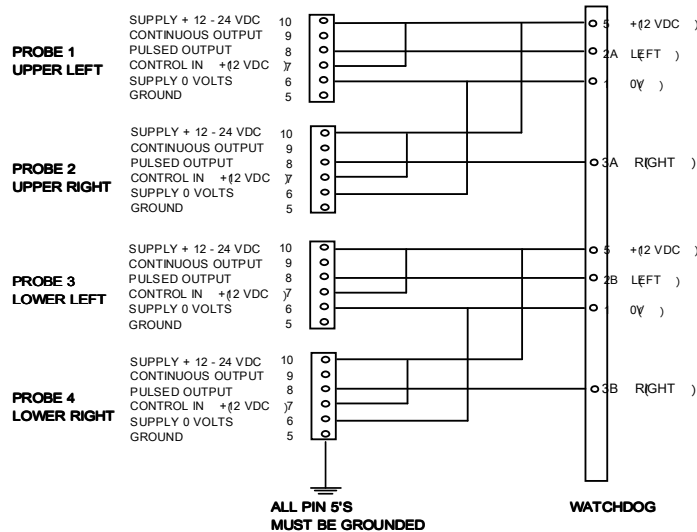 PROBE 1
UPPER LEFT
SUPPLY + 12 - 24 VDC 10
CONTINUOUS OUTPUT 9
PULSED OUTPUT 8
CONTROL IN +(12 VDC )7
SUPPLY 0 VOLTS 6
GROUND 5
5 +(12 VDC )
2A L(EFT )
1 0V( )
PROBE 2
UPPER RIGHT
SUPPLY + 12 - 24 VDC 10
CONTINUOUS OUTPUT 9
PULSED OUTPUT 8
CONTROL IN +(12 VDC )7
SUPPLY 0 VOLTS 6
GROUND 5
3A R(IGHT )
PROBE 3
LOWER LEFT
SUPPLY + 12 - 24 VDC 10
CONTINUOUS OUTPUT 9
PULSED OUTPUT 8
CONTROL IN +(12 VDC )7
SUPPLY 0 VOLTS 6
GROUND 5
5 +(12 VDC )
2B L(EFT )
1 0V( )
PROBE 4
LOWER RIGHT
SUPPLY + 12 - 24 VDC 10
CONTINUOUS OUTPUT 9
PULSED OUTPUT 8
CONTROL IN +(12 VDC )7
SUPPLY 0 VOLTS 6
GROUND 5
3B R(IGHT )
ALL PIN 5'S
MUST BE GROUNDED
WATCHDOG